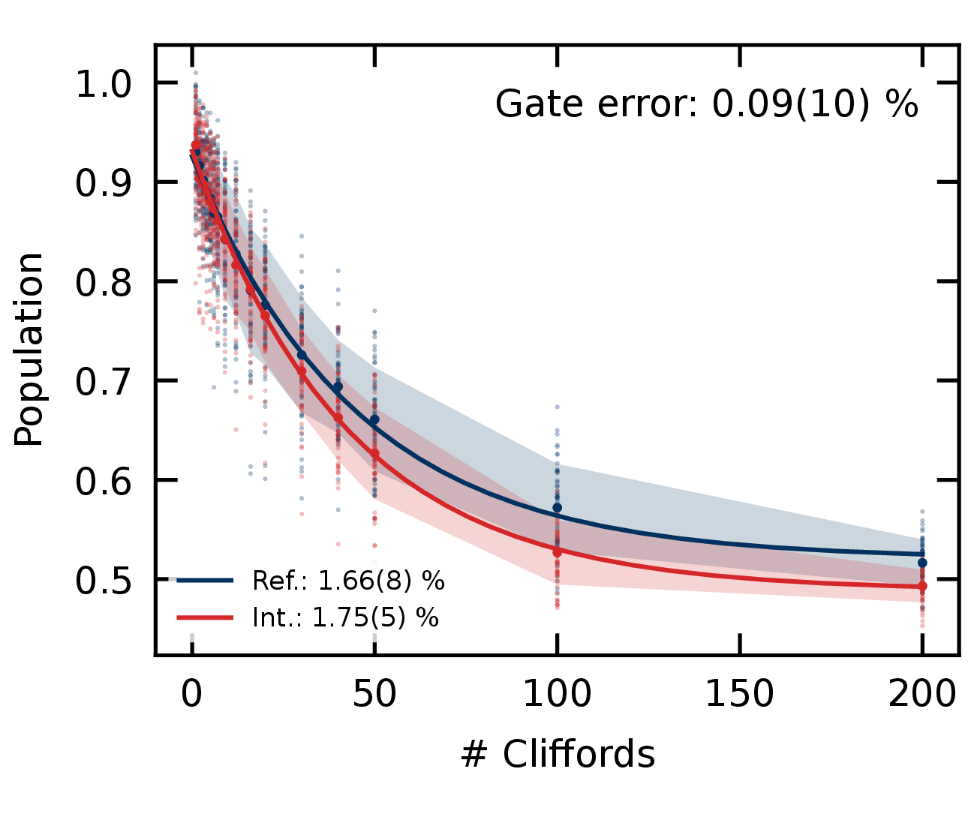 Gate error: 0.09(10) %
1.0
0.9
0.8
0.7
0.6
0.5
Population
Ref.: 1.66(8) %
Int.: 1.75(5) %
0 50 100 150 200
# Cliffords